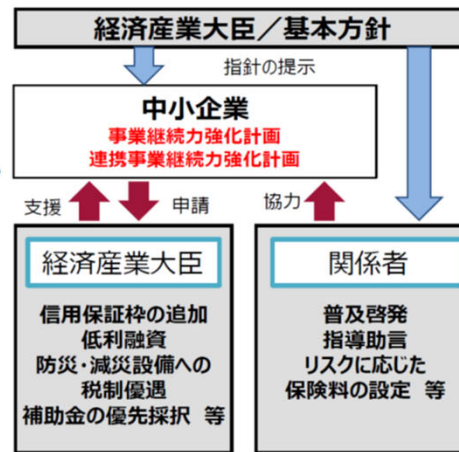 経済産業大臣／基本方針
指針の提示
中小企業
事業継続力強化計画
連携事業継続力強化計画
支援
申請
協力
経済産業大臣
信用保証枠の追加
低利融資
防災・減災設備への
税制優遇
補助金の優先採択 等
関係者
普及啓発
指導助言
リスクに応じた
保険料の設定 等